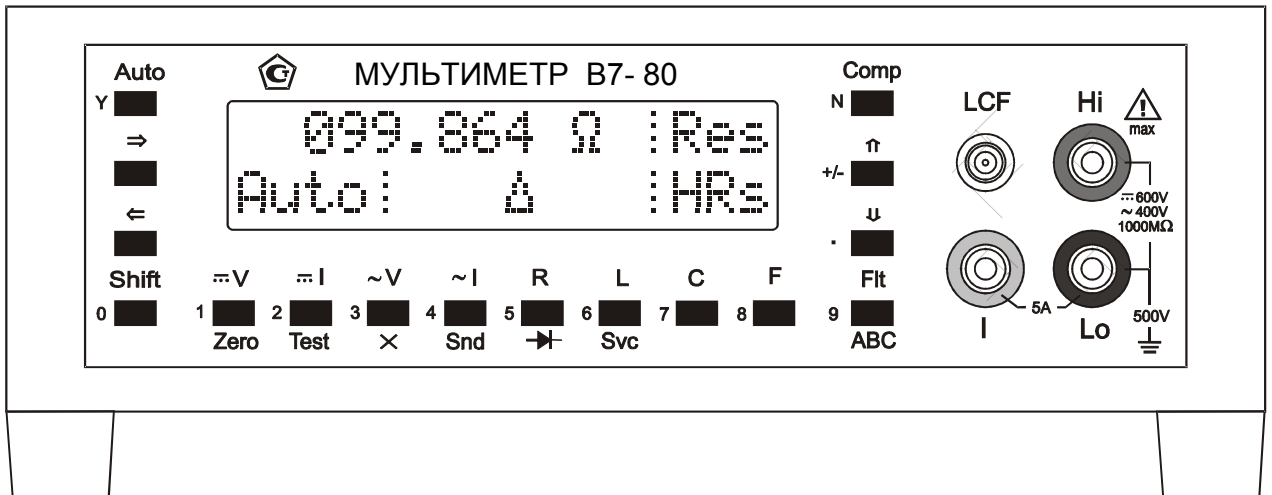 Auto
Y
⇒
⇐
Shift
0
МУЛЬТИМЕТР В7- 80
099.864 Ω Res
Auto Δ HRs
Comp
N
⇑
+/-
⇓
.
Flt
9
ABC
⎓V ⎓I ~V ~I R L C F
1 2 3 4 5 6 7 8
Zero Test × Snd Svc
LCF Hi
max
⎓600V
~400V
1000MΩ
5A
500V
I Lo